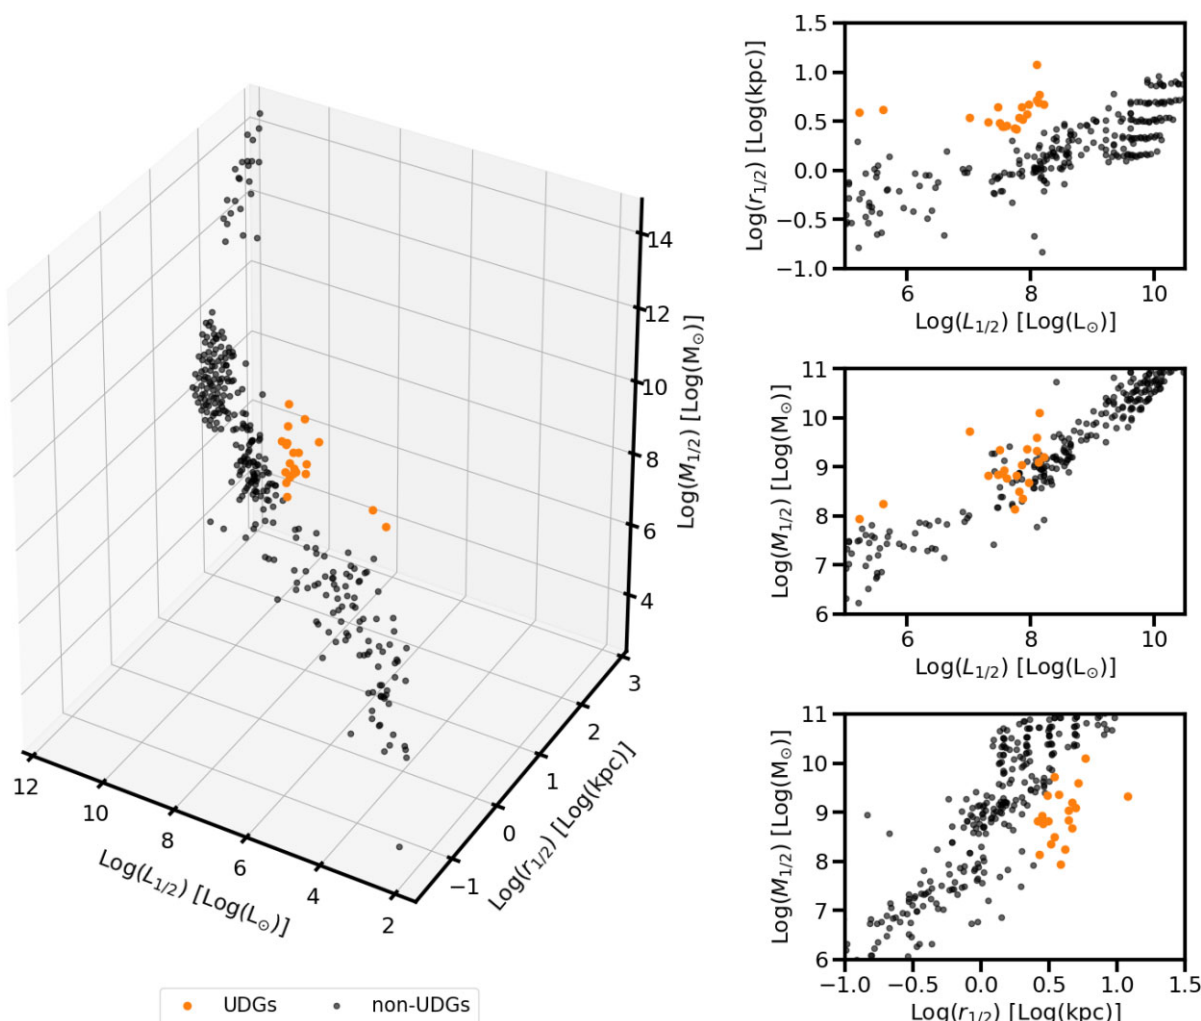 14
12
10
8
6
4
Log(M1/2) [Log(M⊙)]
3
2
1
0
−1
Log(r1/2) [Log(kpc)]
12
10
8
6
4
2
Log(L1/2) [Log(L⊙)]
UDGs
non-UDGs
1.5
1.0
0.5
0.0
−0.5
−1.0
Log(r1/2) [Log(kpc)]
6 8 10
Log(L1/2) [Log(L⊙)]
11
10
9
8
7
6
Log(M1/2) [Log(M⊙)]
6 8 10
Log(L1/2) [Log(L⊙)]
11
10
9
8
7
6
Log(M1/2) [Log(M⊙)]
−1.0 −0.5 0.0 0.5 1.0 1.5
Log(r1/2) [Log(kpc)]